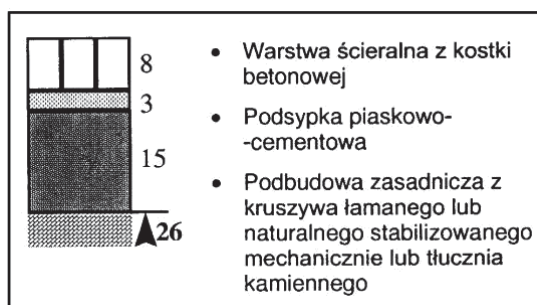 8
3
15
26
• Warstwa ścieralna z kostki
betonowej
• Podsypka piaskowo-
-cementowa
• Podbudowa zasadnicza z
kruszywa łamanego lub
naturalnego stabilizowanego
mechanicznie lub tłucznia
kamiennego